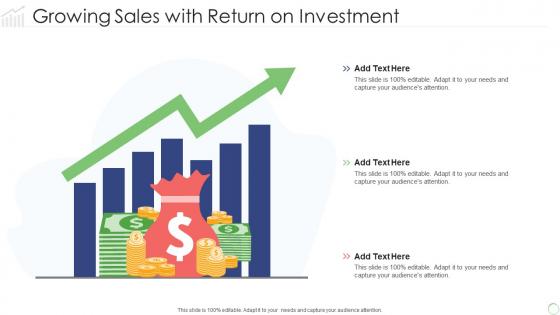 Growing Sales with Return on Investment
Add Text Here
This slide is 100% editable. Adapt it to your needs and
capture your audience's attention.
Add Text Here
This slide is 100% editable. Adapt it to your needs and
capture your audience's attention.
Add Text Here
This slide is 100% editable. Adapt it to your needs and
capture your audience's attention.
$
$
$
This slide is 100% editable. Adapt it to your needs and capture your audience attention.